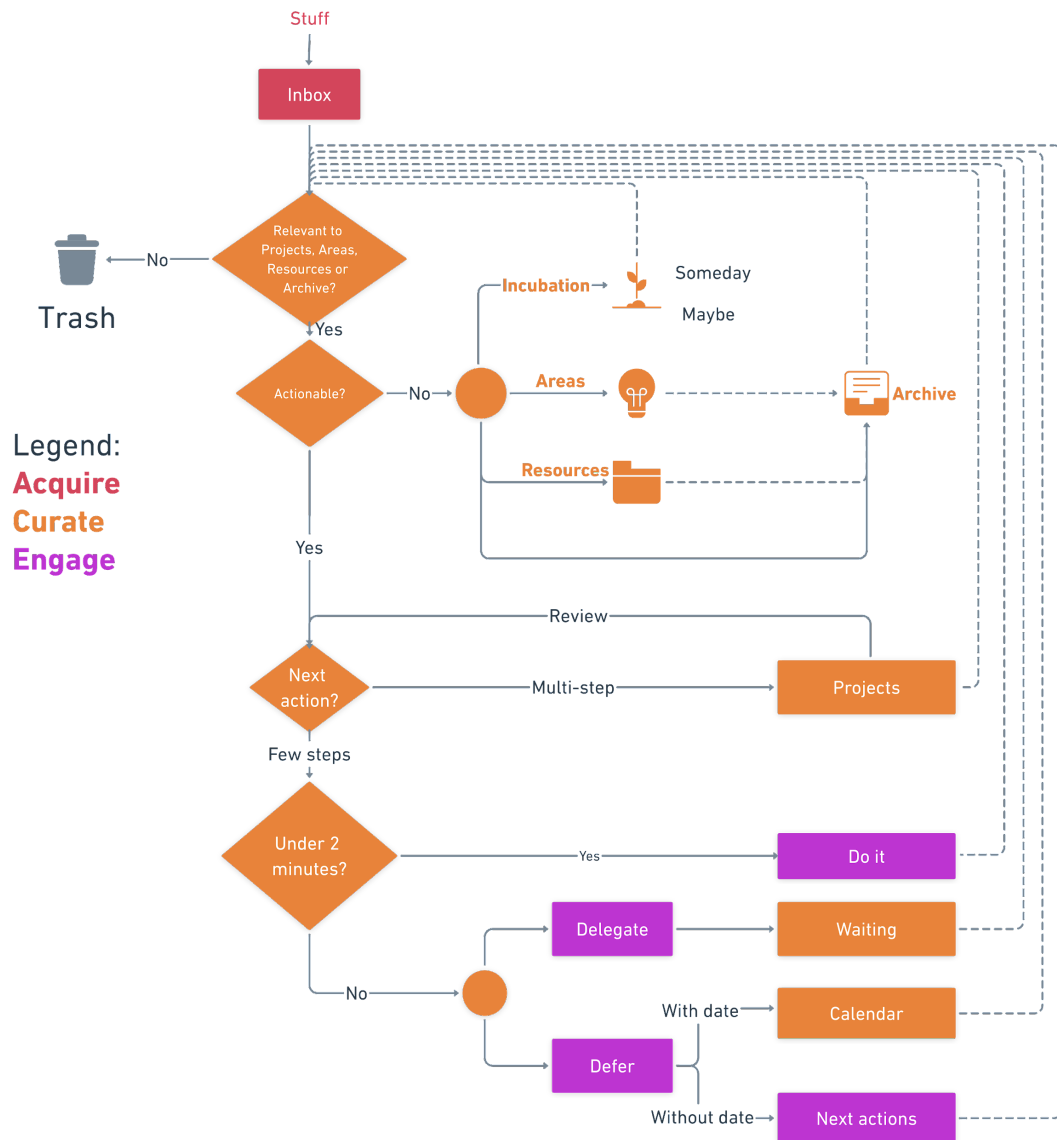 Stuff
Inbox
Relevant to
Projects, Areas,
Resources or
Archive?
No
Trash
Yes
Incubation
Someday
Maybe
Actionable?
No
Areas
Archive
Resources
Legend:
Acquire
Curate
Engage
Yes
Review
Next
action?
Multi-step
Projects
Few steps
Under 2
minutes?
Yes
Do it
Delegate
Waiting
No
With date
Calendar
Defer
Without date
Next actions